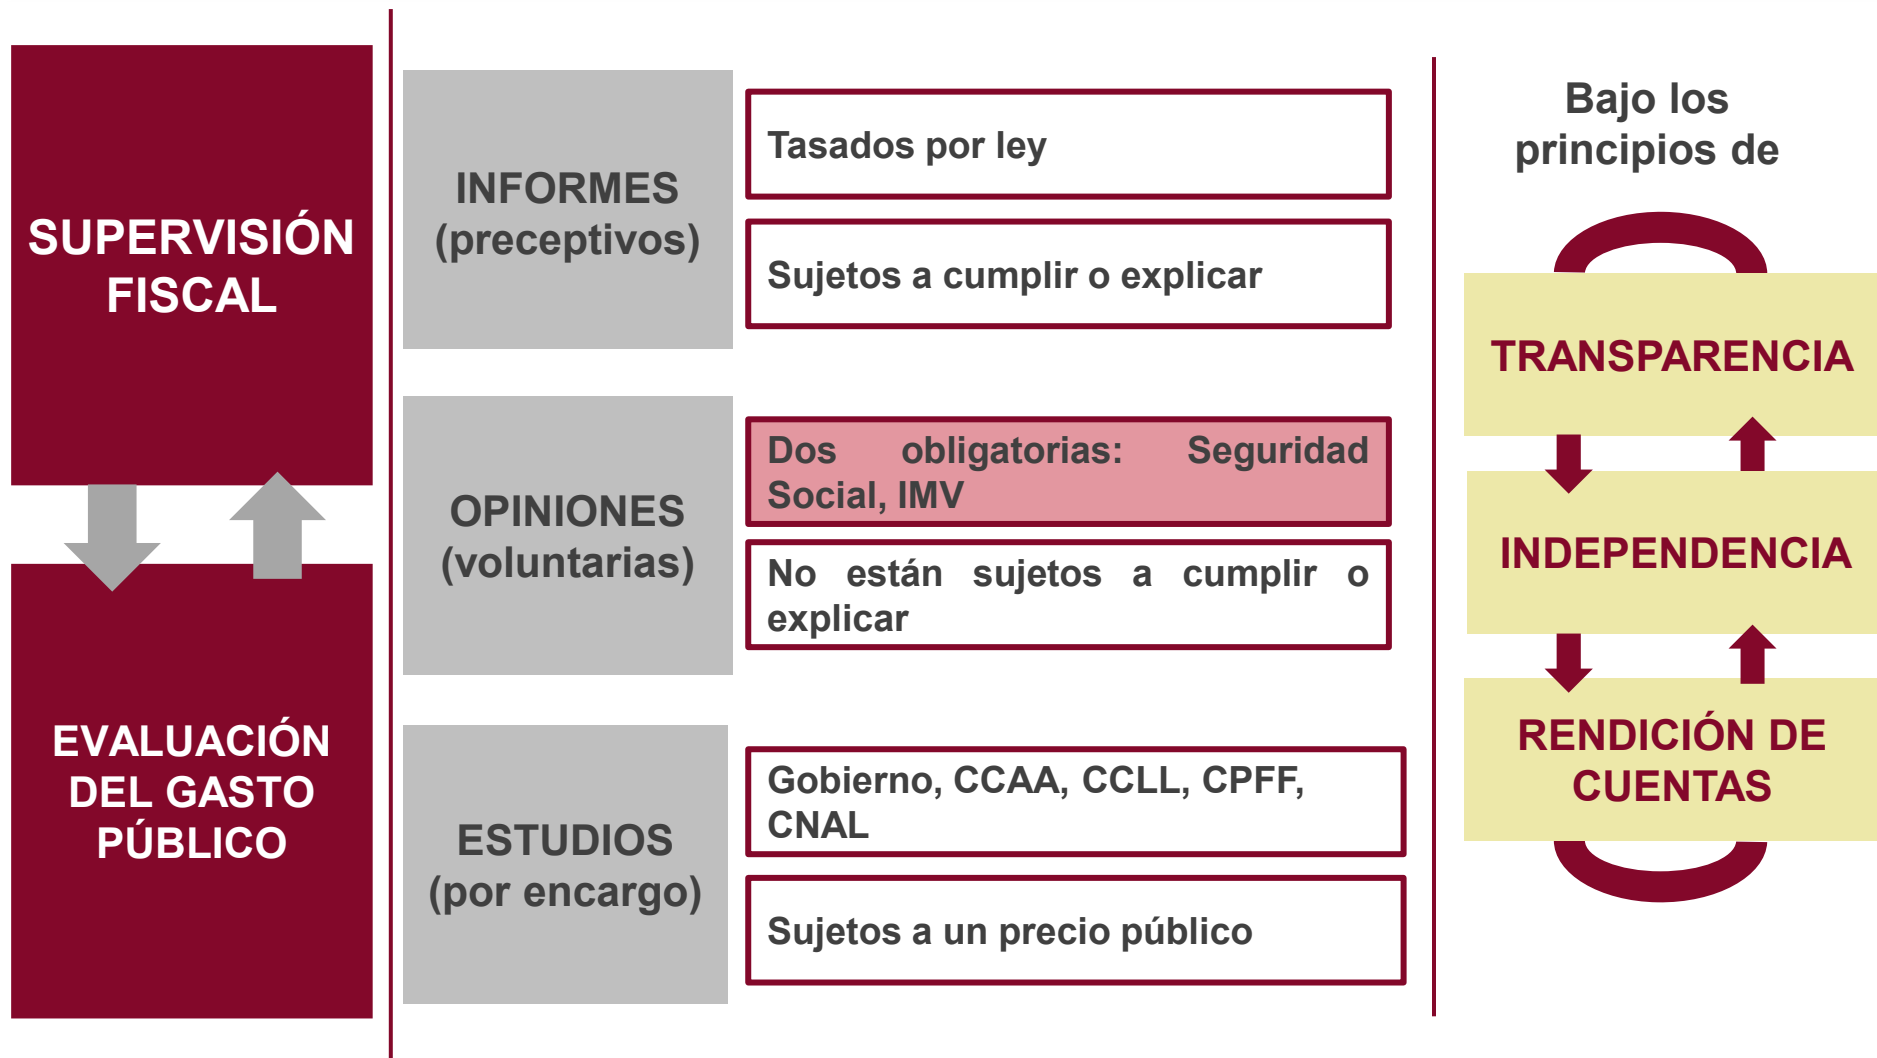 SUPERVISIÓN
FISCAL
EVALUACIÓN
DEL GASTO
PÚBLICO
INFORMES
(preceptivos)
Tasados por ley
Sujetos a cumplir o explicar
OPINIONES
(voluntarias)
Dos obligatorias: Seguridad
Social, IMV
No están sujetos a cumplir o
explicar
ESTUDIOS
(por encargo)
Gobierno, CCAA, CCLL, CPFF,
CNAL
Sujetos a un precio público
Bajo los
principios de
TRANSPARENCIA
INDEPENDENCIA
RENDICIÓN DE
CUENTAS